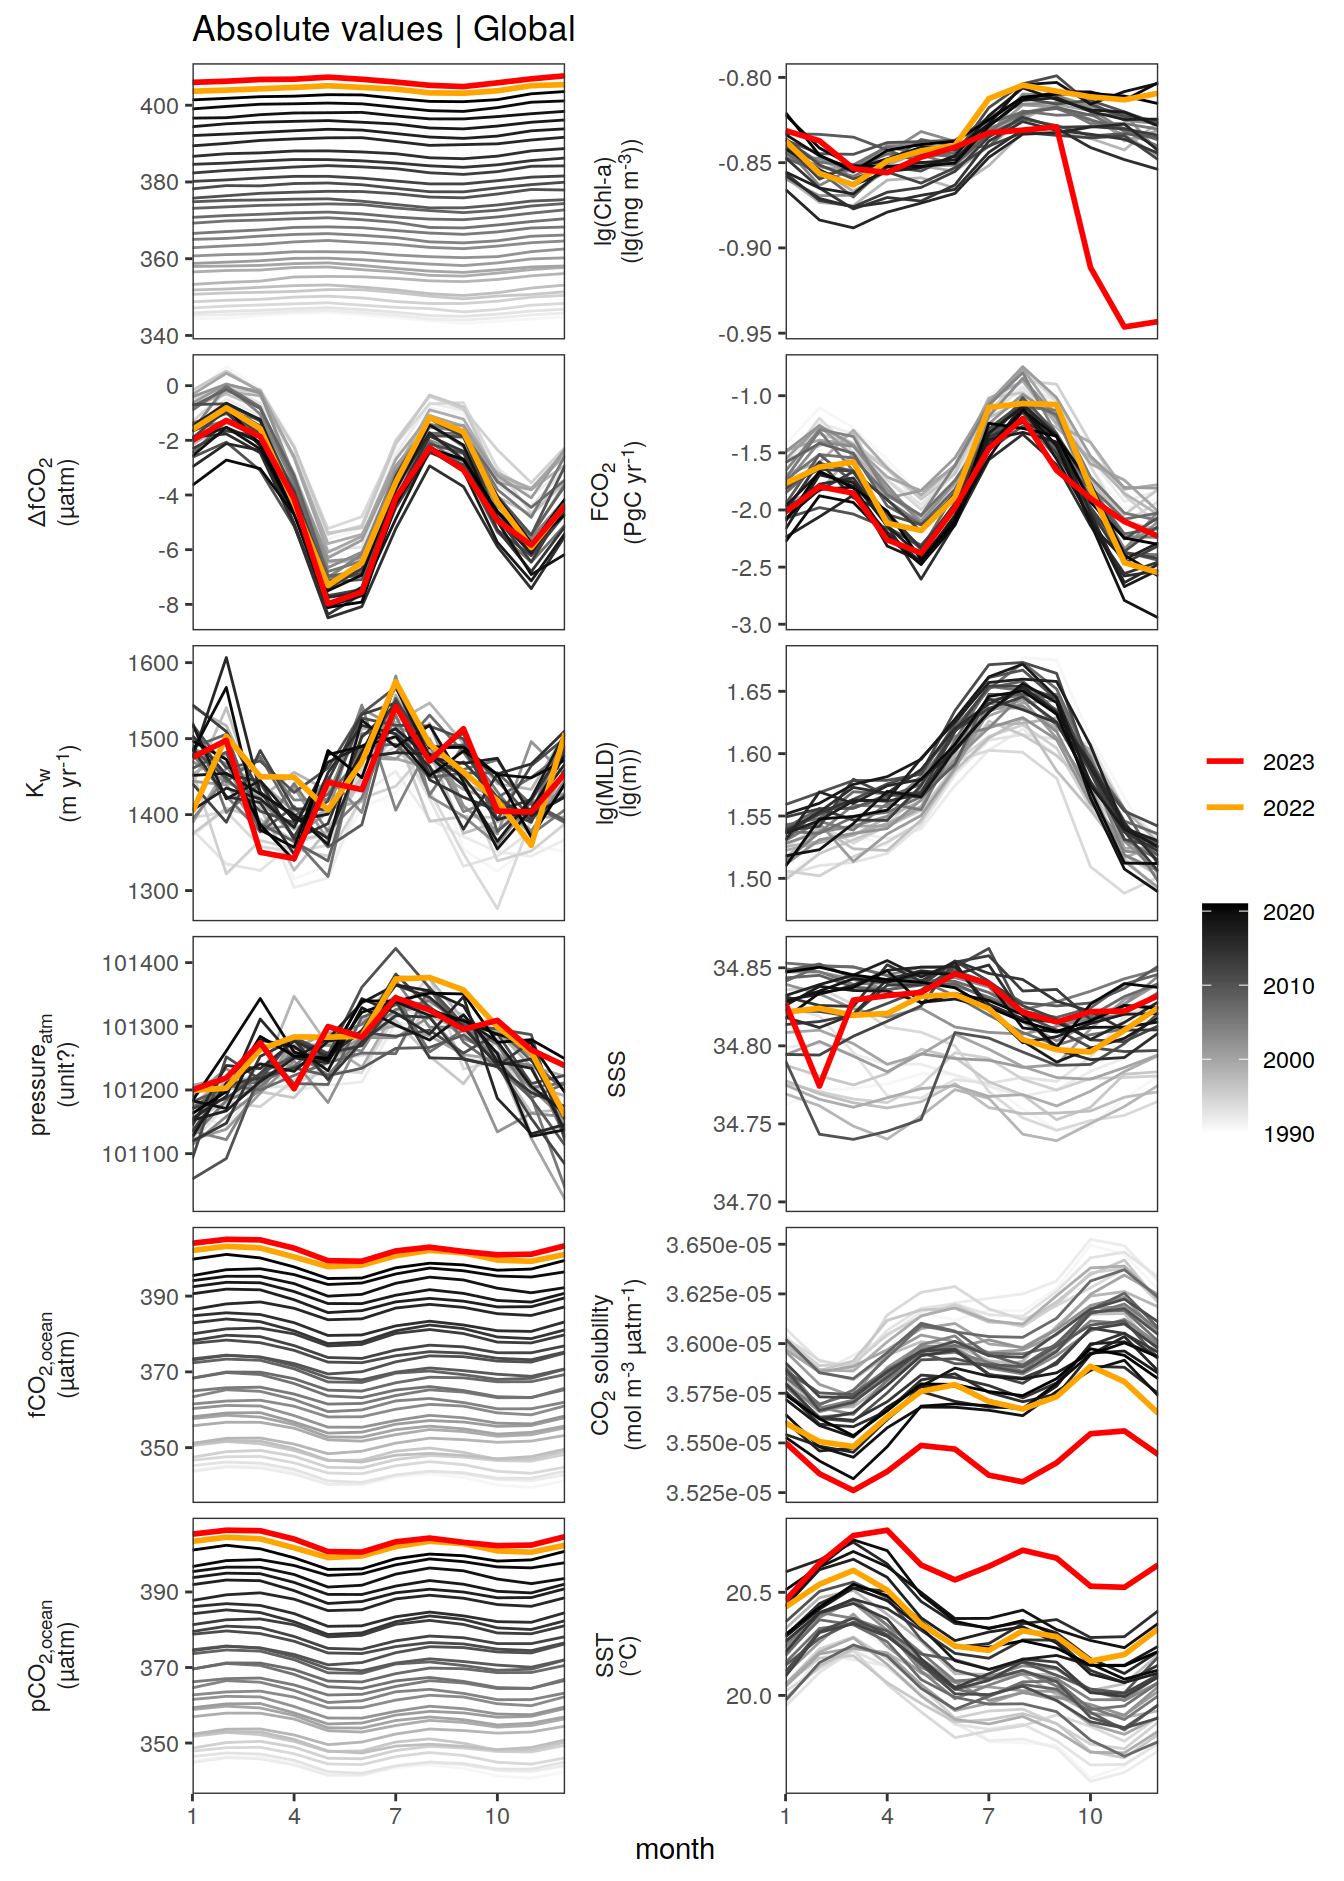 Absolute values | Global
400
380
360
340
-0.80
-0.85
-0.90
-0.95
lg(Chl-a)
(lg(mg m-3))
ΔfCO2
(µatm)
0
-2
-4
-6
-8
FCO2
(PgC yr-1)
-1.0
-1.5
-2.0
-2.5
-3.0
Kw
(m yr-1)
1600
1500
1400
1300
lg(MLD)
(lg(m))
1.65
1.60
1.55
1.50
pressureatm
(unit?)
101400
101300
101200
101100
SSS
34.85
34.80
34.75
34.70
fCO2,ocean
(µatm)
390
370
350
CO2 solubility
(mol m-3 µatm-1)
3.650e-05
3.625e-05
3.600e-05
3.575e-05
3.550e-05
3.525e-05
pCO2,ocean
(µatm)
390
370
350
SST
(°C)
20.5
20.0
1 4 7 10
1 4 7 10
month
2023
2022
2020
2010
2000
1990